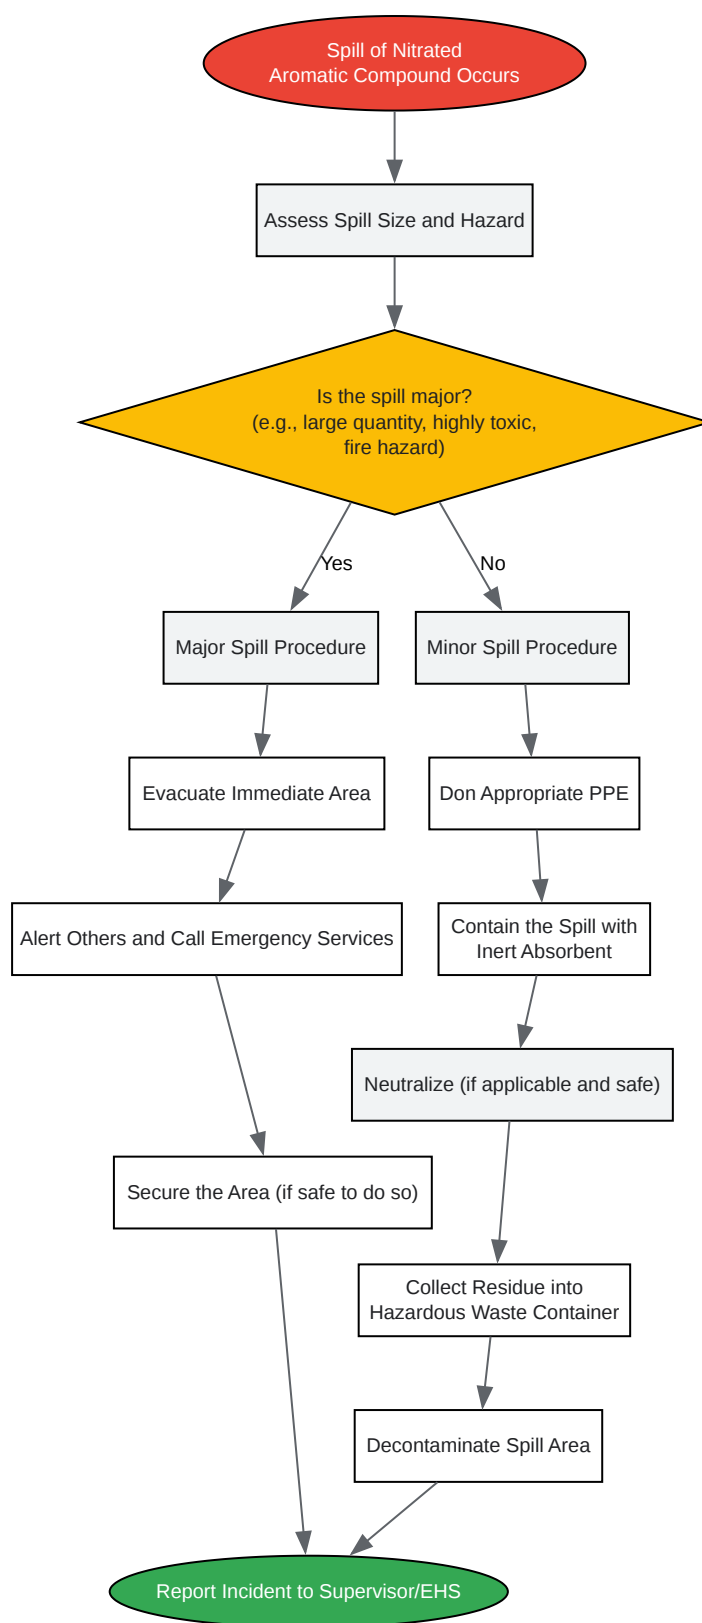 Spill of Nitrated
Aromatic Compound Occurs
Assess Spill Size and Hazard
Is the spill major?
(e.g., large quantity, highly toxic,
fire hazard)
Yes
No
Major Spill Procedure
Minor Spill Procedure
Evacuate Immediate Area
Don Appropriate PPE
Alert Others and Call Emergency Services
Contain the Spill with
Inert Absorbent
Neutralize (if applicable and safe)
Secure the Area (if safe to do so)
Collect Residue into
Hazardous Waste Container
Decontaminate Spill Area
Report Incident to Supervisor/EHS